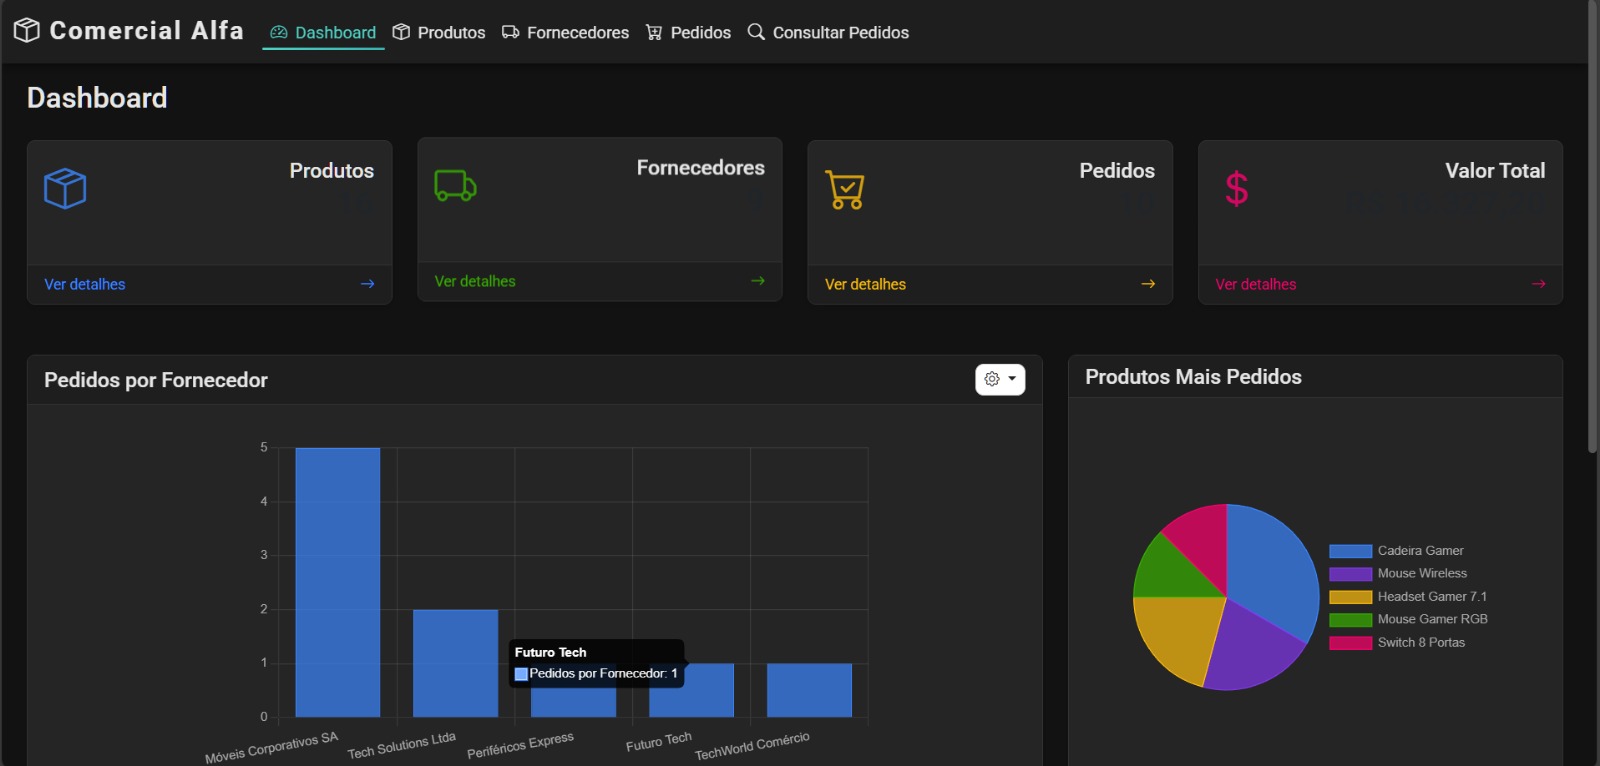 Comercial Alfa
Dashboard
Produtos
Fornecedores
Pedidos
Consultar Pedidos
Dashboard
Produtos
Ver detalhes
Fornecedores
Ver detalhes
Pedidos
Ver detalhes
$
Valor Total
Ver detalhes
Pedidos por Fornecedor
5
4
3
2
1
0
Futuro Tech
Pedidos por Fornecedor: 1
Móveis Corporativos SA
Tech Solutions Ltda
Periféricos Express
Futuro Tech
TechWorld Comércio
Produtos Mais Pedidos
Cadeira Gamer
Mouse Wireless
Headset Gamer 7.1
Mouse Gamer RGB
Switch 8 Portas